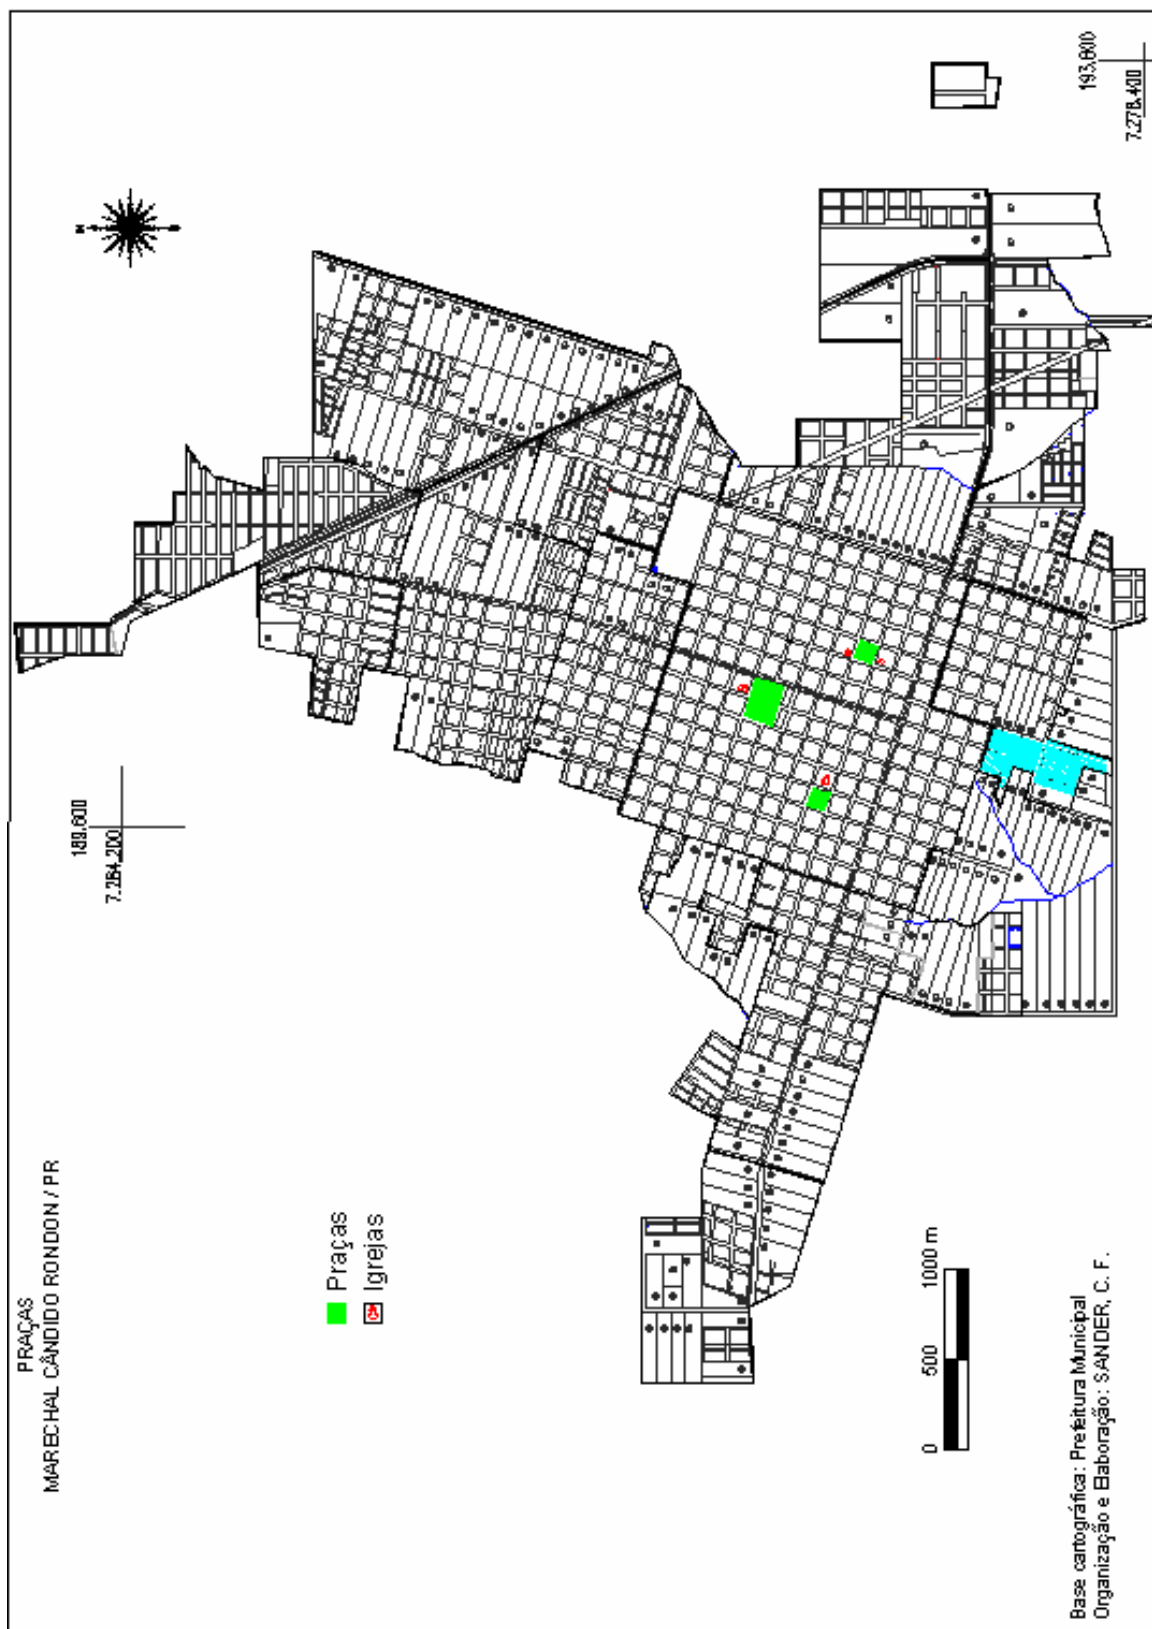 PRAÇAS
MARECHAL CÂNDIDO RONDON / PR
Praças
Igrejas
189.600
7.284.200
193.800
7.278.400
N
0 500 1000 m
Base cartográfica: Prefeitura Municipal
Organização e Elaboração: SANDER, C. F.